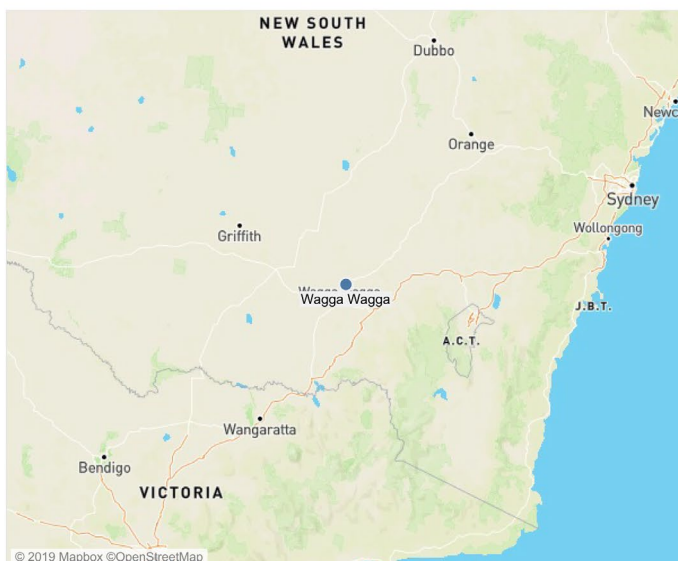 NEW SOUTH
WALES
Dubbo
Newc
Orange
Sydney
Wollongong
Griffith
Wagga Wagga
J.B.T.
A.C.T.
Wangaratta
Bendigo
VICTORIA
© 2019 Mapbox ©OpenStreetMap